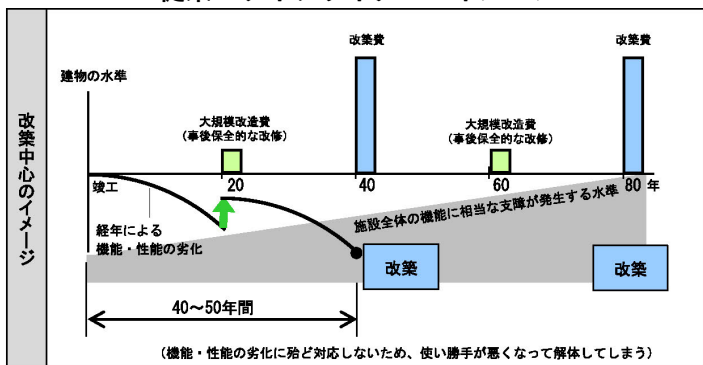 改築中心のイメージ
建物の水準
改築費
改築費
大規模改造費
（事後保全的な改修）
大規模改造費
（事後保全的な改修）
竣工
20
40
60
80
年
経年による
機能・性能の劣化
施設全体の機能に相当な支障が発生する水準
改築
改築
40～50年間
（機能・性能の劣化に殆ど対応しないため、使い勝手が悪くなって解体してしまう）